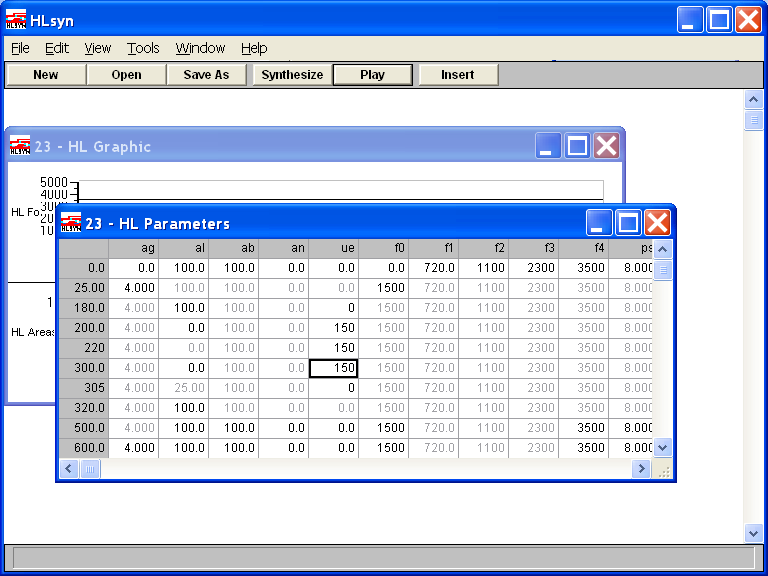 HLsyn
File Edit View Tools Window Help
New Open Save As Synthesize Play Insert
23 - HL Graphic
5000
4000
HL Fo
HL Areas
23 - HL Parameters
ag al ab an ue f0 f1 f2 f3 f4 ps
0.0 0.0 100.0 100.0 0.0 0.0 0.0 720.0 1100 2300 3500 8.000
25.00 4.000 100.0 100.0 0.0 0.0 1500 720.0 1100 2300 3500 8.000
180.0 4.000 100.0 100.0 0.0 0 1500 720.0 1100 2300 3500 8.000
200.0 4.000 0.0 100.0 0.0 150 1500 720.0 1100 2300 3500 8.000
220 4.000 0.0 100.0 0.0 150 1500 720.0 1100 2300 3500 8.000
300.0 4.000 0.0 100.0 0.0 150 1500 720.0 1100 2300 3500 8.000
305 4.000 25.00 100.0 0.0 0 1500 720.0 1100 2300 3500 8.000
320.0 4.000 100.0 100.0 0.0 0.0 1500 720.0 1100 2300 3500 8.000
500.0 4.000 100.0 100.0 0.0 0.0 1500 720.0 1100 2300 3500 8.000
600.0 4.000 100.0 100.0 0.0 0.0 1500 720.0 1100 2300 3500 8.000